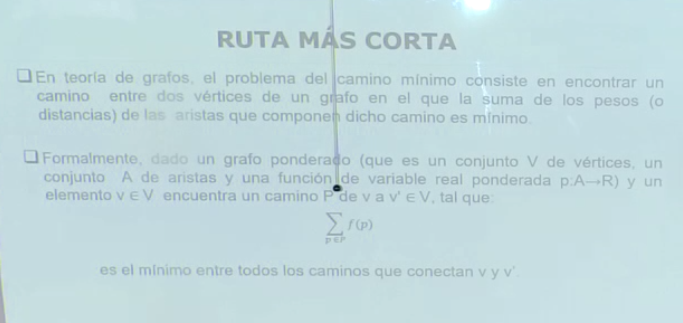 RUTA MÁS CORTA
❑En teoría de grafos, el problema del camino mínimo consiste en encontrar un
camino entre dos vértices de un grafo en el que la suma de los pesos (o
distancias) de las aristas que componen dicho camino es mínimo.
❑Formalmente, dado un grafo ponderado (que es un conjunto V de vértices, un
conjunto A de aristas y una función de variable real ponderada p:A→R) y un
elemento v ∈ V encuentra un camino P de v a v' ∈ V, tal que:
∑ f(p)
p∈P
es el mínimo entre todos los caminos que conectan v y v'.